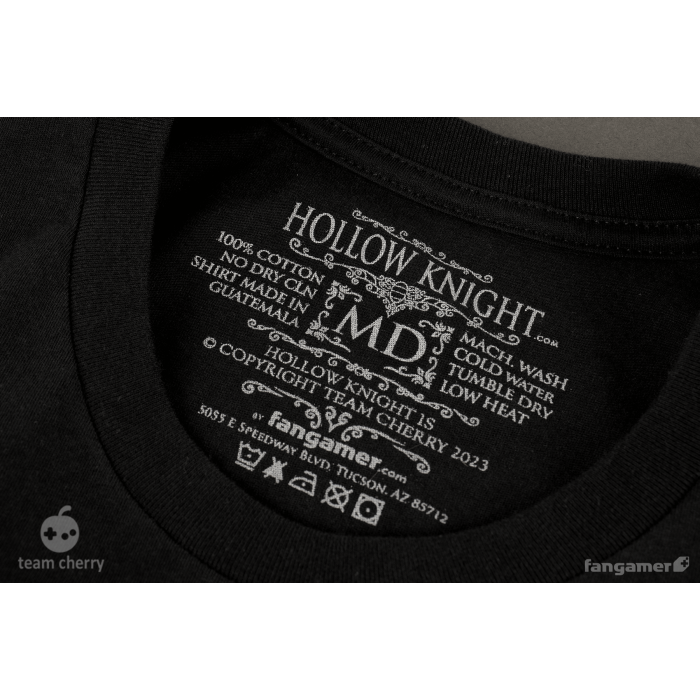 HOLLOW KNIGHT.COM
100% COTTON
NO DRY CLN
SHIRT MADE IN
GUATEMALA
MD
MACH. WASH
COLD WATER
TUMBLE DRY
LOW HEAT
HOLLOW KNIGHT IS
© COPYRIGHT TEAM CHERRY 2023
BY fangamer.com
5055 E SPEEDWAY BLVD, TUCSON, AZ 85712
team cherry
fangamer